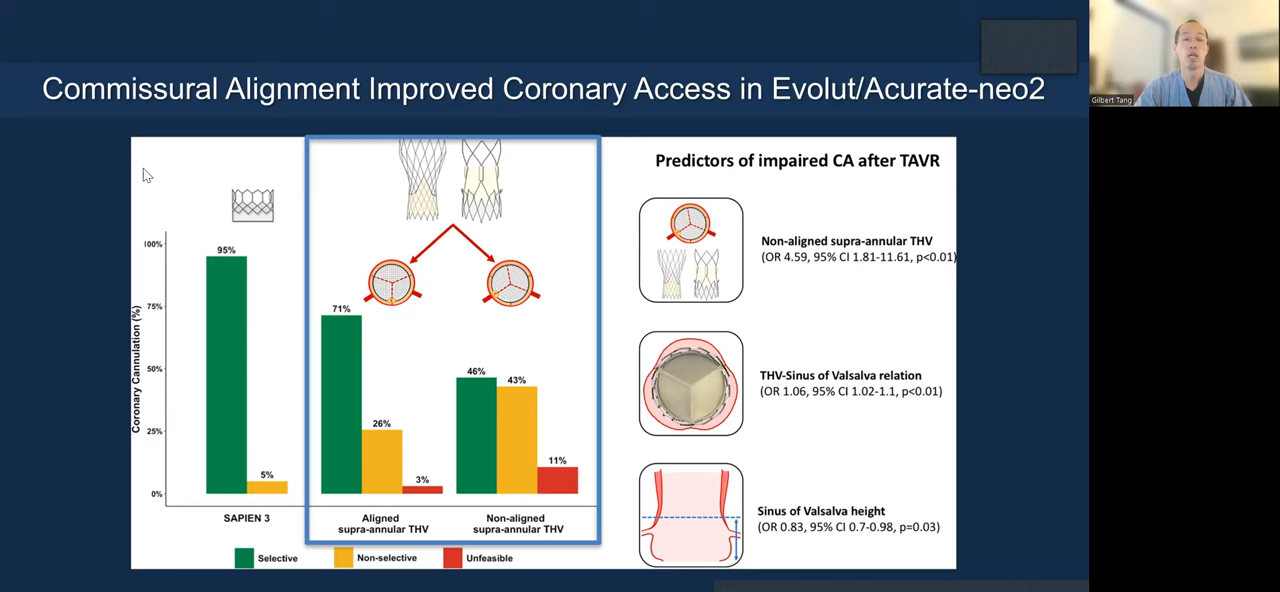 Commissural Alignment Improved Coronary Access in Evolut/Acurate-neo2
Gilbert Tang
Coronary Cannulation (%)
100%
75%
50%
25%
0%
95%
5%
71%
26%
3%
46%
43%
11%
SAPIEN 3
Aligned
supra-annular THV
Non-aligned
supra-annular THV
Selective
Non-selective
Unfeasible
Predictors of impaired CA after TAVR
Non-aligned supra-annular THV
(OR 4.59, 95% CI 1.81-11.61, p<0.01)
THV-Sinus of Valsalva relation
(OR 1.06, 95% CI 1.02-1.1, p<0.01)
Sinus of Valsalva height
(OR 0.83, 95% CI 0.7-0.98, p=0.03)